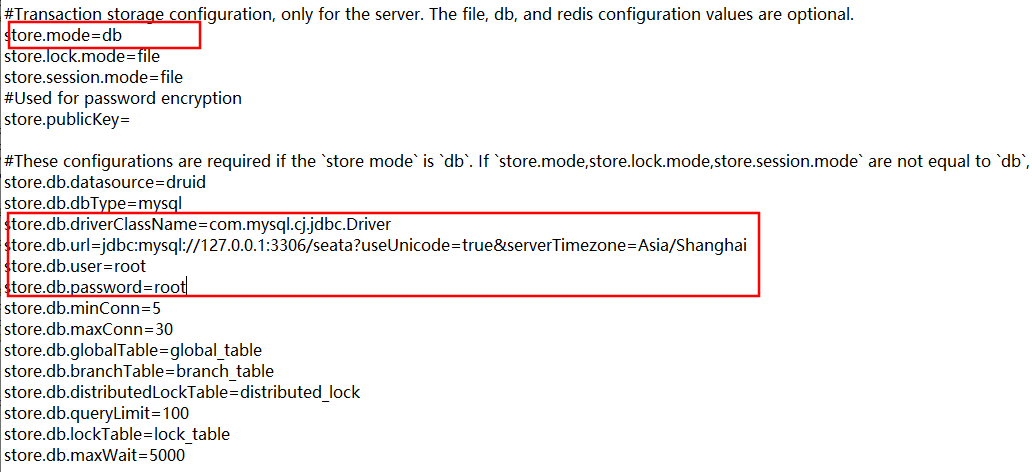 #Transaction storage configuration, only for the server. The file, db, and redis configuration values are optional.
store.mode=db
store.lock.mode=file
store.session.mode=file
#Used for password encryption
store.publicKey=
#These configurations are required if the `store mode` is `db`. If `store.mode,store.lock.mode,store.session.mode` are not equal to `db`,
store.db.datasource=druid
store.db.dbType=mysql
store.db.driverClassName=com.mysql.cj.jdbc.Driver
store.db.url=jdbc:mysql://127.0.0.1:3306/seata?useUnicode=true&serverTimezone=Asia/Shanghai
store.db.user=root
store.db.password=root
store.db.minConn=5
store.db.maxConn=30
store.db.globalTable=global_table
store.db.branchTable=branch_table
store.db.distributedLockTable=distributed_lock
store.db.queryLimit=100
store.db.lockTable=lock_table
store.db.maxWait=5000